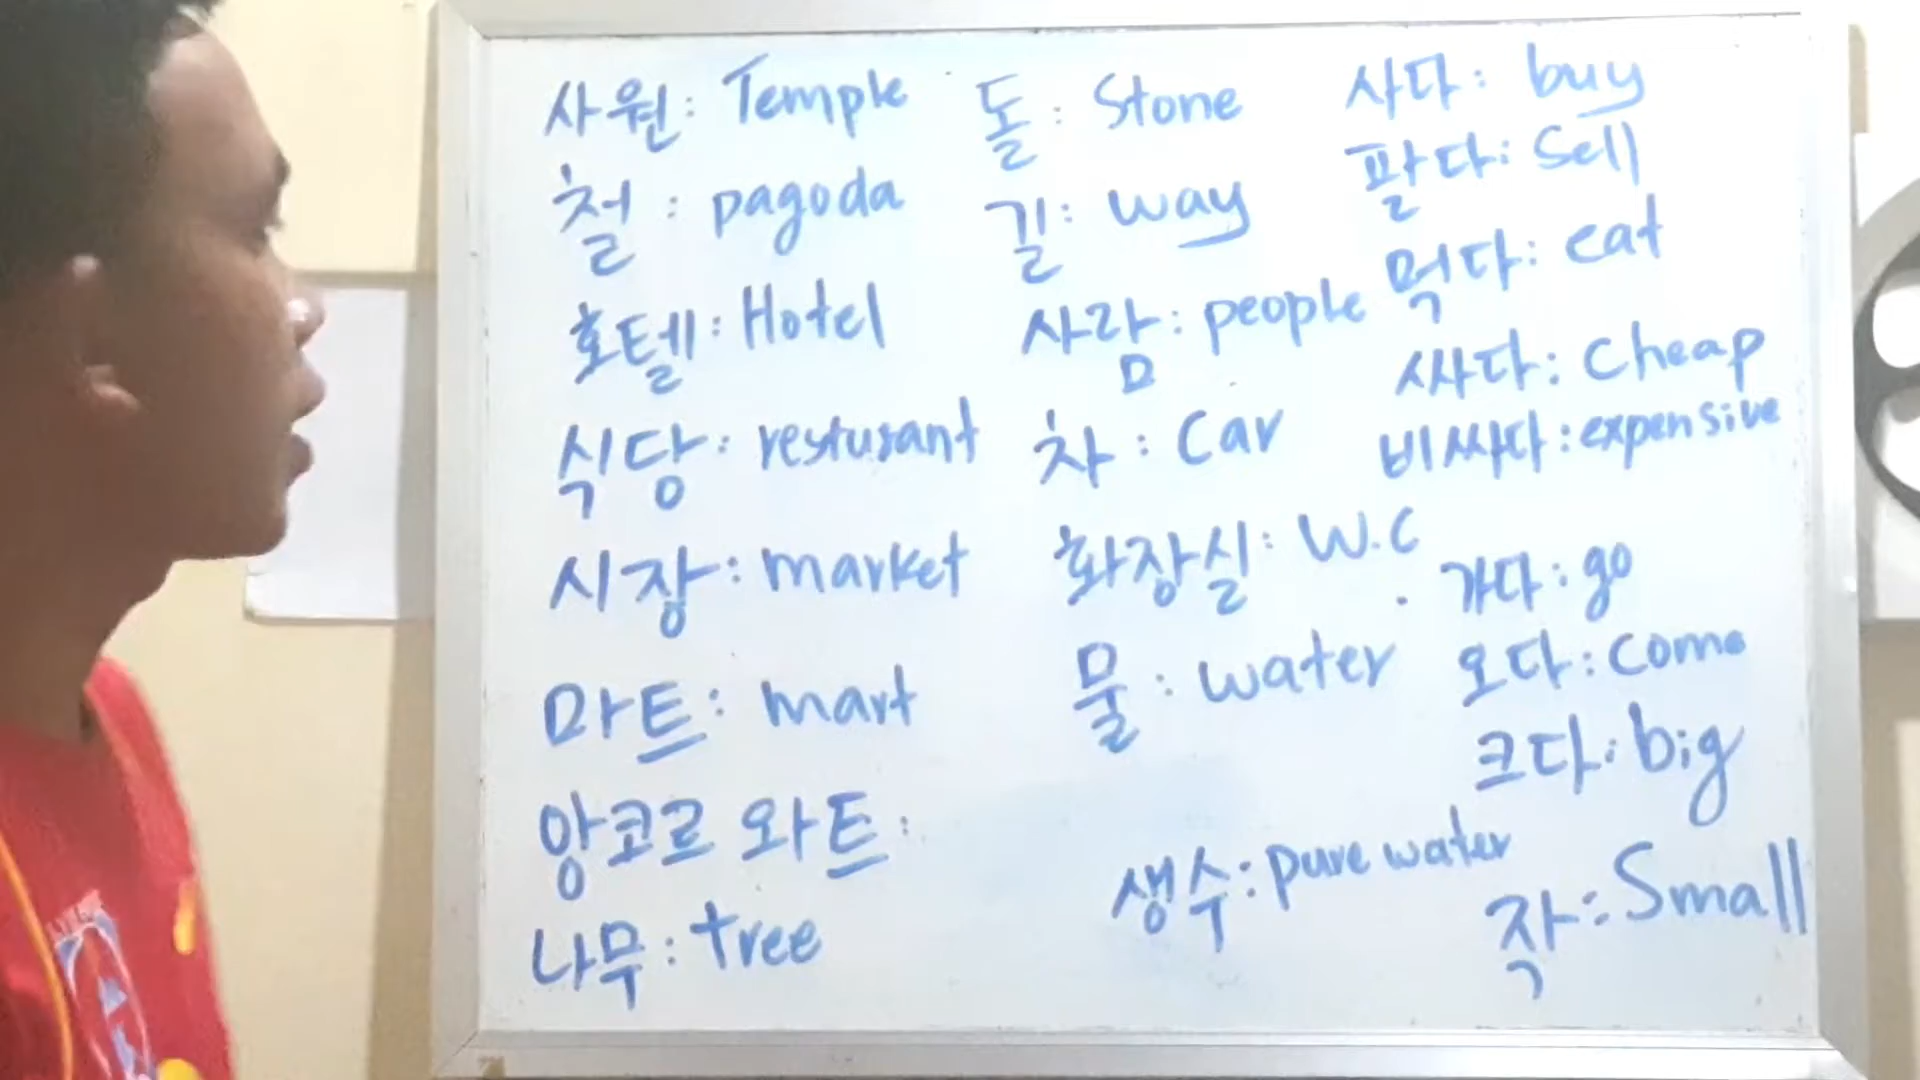 사원: Temple
철: pagoda
호텔: Hotel
식당: resturant
시장: market
마트: mart
앙코르 와트:
나무: tree
돌: Stone
길: way
사람: people
차: Car
화장실: W.C
물: water
생수: pure water
사다: buy
팔다: Sell
먹다: eat
싸다: Cheap
비싸다: expensive
가다: go
오다: Come
크다: big
작: Small